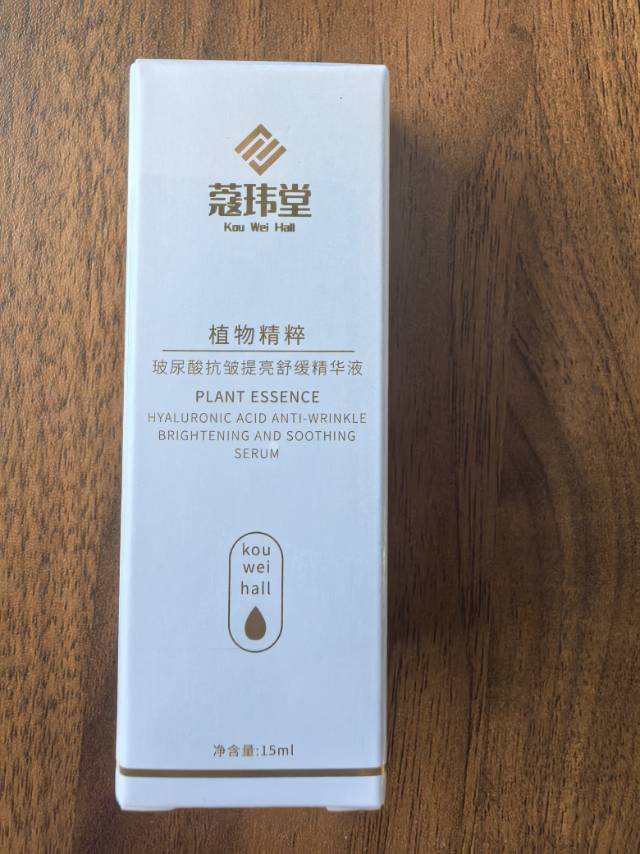 蔻玮堂
Kou Wei Hall
植物精粹
玻尿酸抗皱提亮舒缓精华液
PLANT ESSENCE
HYALURONIC ACID ANTI-WRINKLE
BRIGHTENING AND SOOTHING
SERUM
kou
wei
hall
净含量:15ml